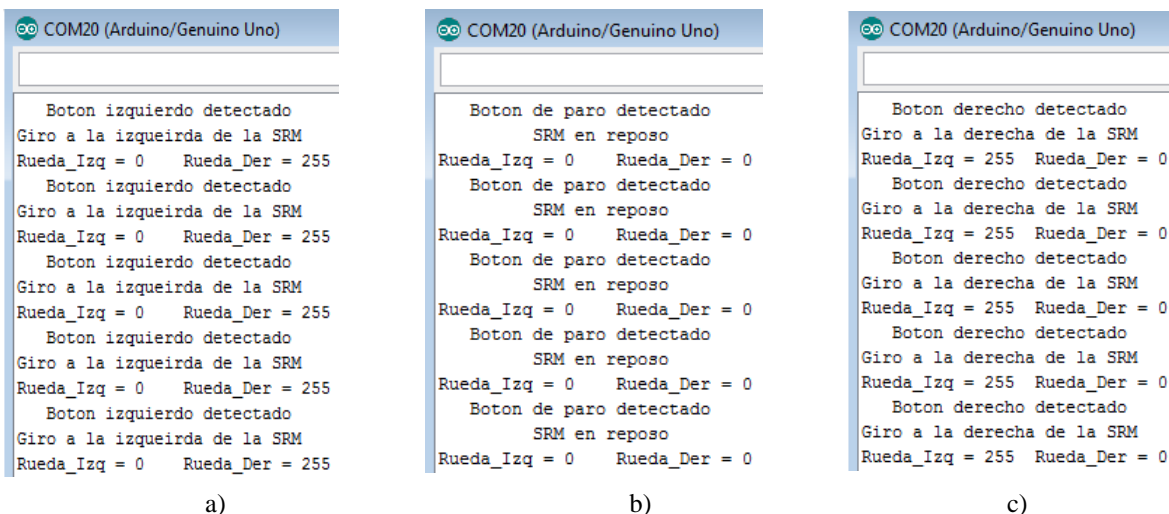 COM20 (Arduino/Genuino Uno)
Boton izquierdo detectado
Giro a la izqueirda de la SRM
Rueda_Izq = 0 Rueda_Der = 255
Boton izquierdo detectado
Giro a la izqueirda de la SRM
Rueda_Izq = 0 Rueda_Der = 255
Boton izquierdo detectado
Giro a la izqueirda de la SRM
Rueda_Izq = 0 Rueda_Der = 255
Boton izquierdo detectado
Giro a la izqueirda de la SRM
Rueda_Izq = 0 Rueda_Der = 255
Boton izquierdo detectado
Giro a la izqueirda de la SRM
Rueda_Izq = 0 Rueda_Der = 255
a)
COM20 (Arduino/Genuino Uno)
Boton de paro detectado
SRM en reposo
Rueda_Izq = 0 Rueda_Der = 0
Boton de paro detectado
SRM en reposo
Rueda_Izq = 0 Rueda_Der = 0
Boton de paro detectado
SRM en reposo
Rueda_Izq = 0 Rueda_Der = 0
Boton de paro detectado
SRM en reposo
Rueda_Izq = 0 Rueda_Der = 0
Boton de paro detectado
SRM en reposo
Rueda_Izq = 0 Rueda_Der = 0
b)
COM20 (Arduino/Genuino Uno)
Boton derecho detectado
Giro a la derecha de la SRM
Rueda_Izq = 255 Rueda_Der = 0
Boton derecho detectado
Giro a la derecha de la SRM
Rueda_Izq = 255 Rueda_Der = 0
Boton derecho detectado
Giro a la derecha de la SRM
Rueda_Izq = 255 Rueda_Der = 0
Boton derecho detectado
Giro a la derecha de la SRM
Rueda_Izq = 255 Rueda_Der = 0
Boton derecho detectado
Giro a la derecha de la SRM
Rueda_Izq = 255 Rueda_Der = 0
c)